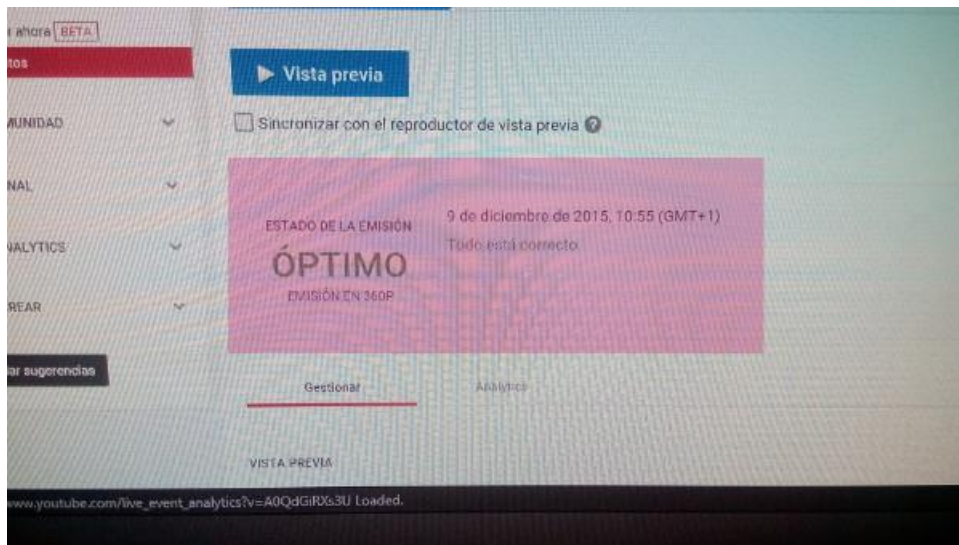 ahora BETA
tos
Vista previa
MUNIDAD
Sincronizar con el reproductor de vista previa ?
NAL
9 de diciembre de 2015, 10:55 (GMT+1)
ESTADO DE LA EMISIÓN
NALYTICS
Todo está correcto
ÓPTIMO
EMISIÓN EN 360P
REAR
ar sugerencias
Gestionar
Analytics
VISTA PREVIA
www.youtube.com/live_event_analytics?v=A0QdGiRXs3U Loaded.